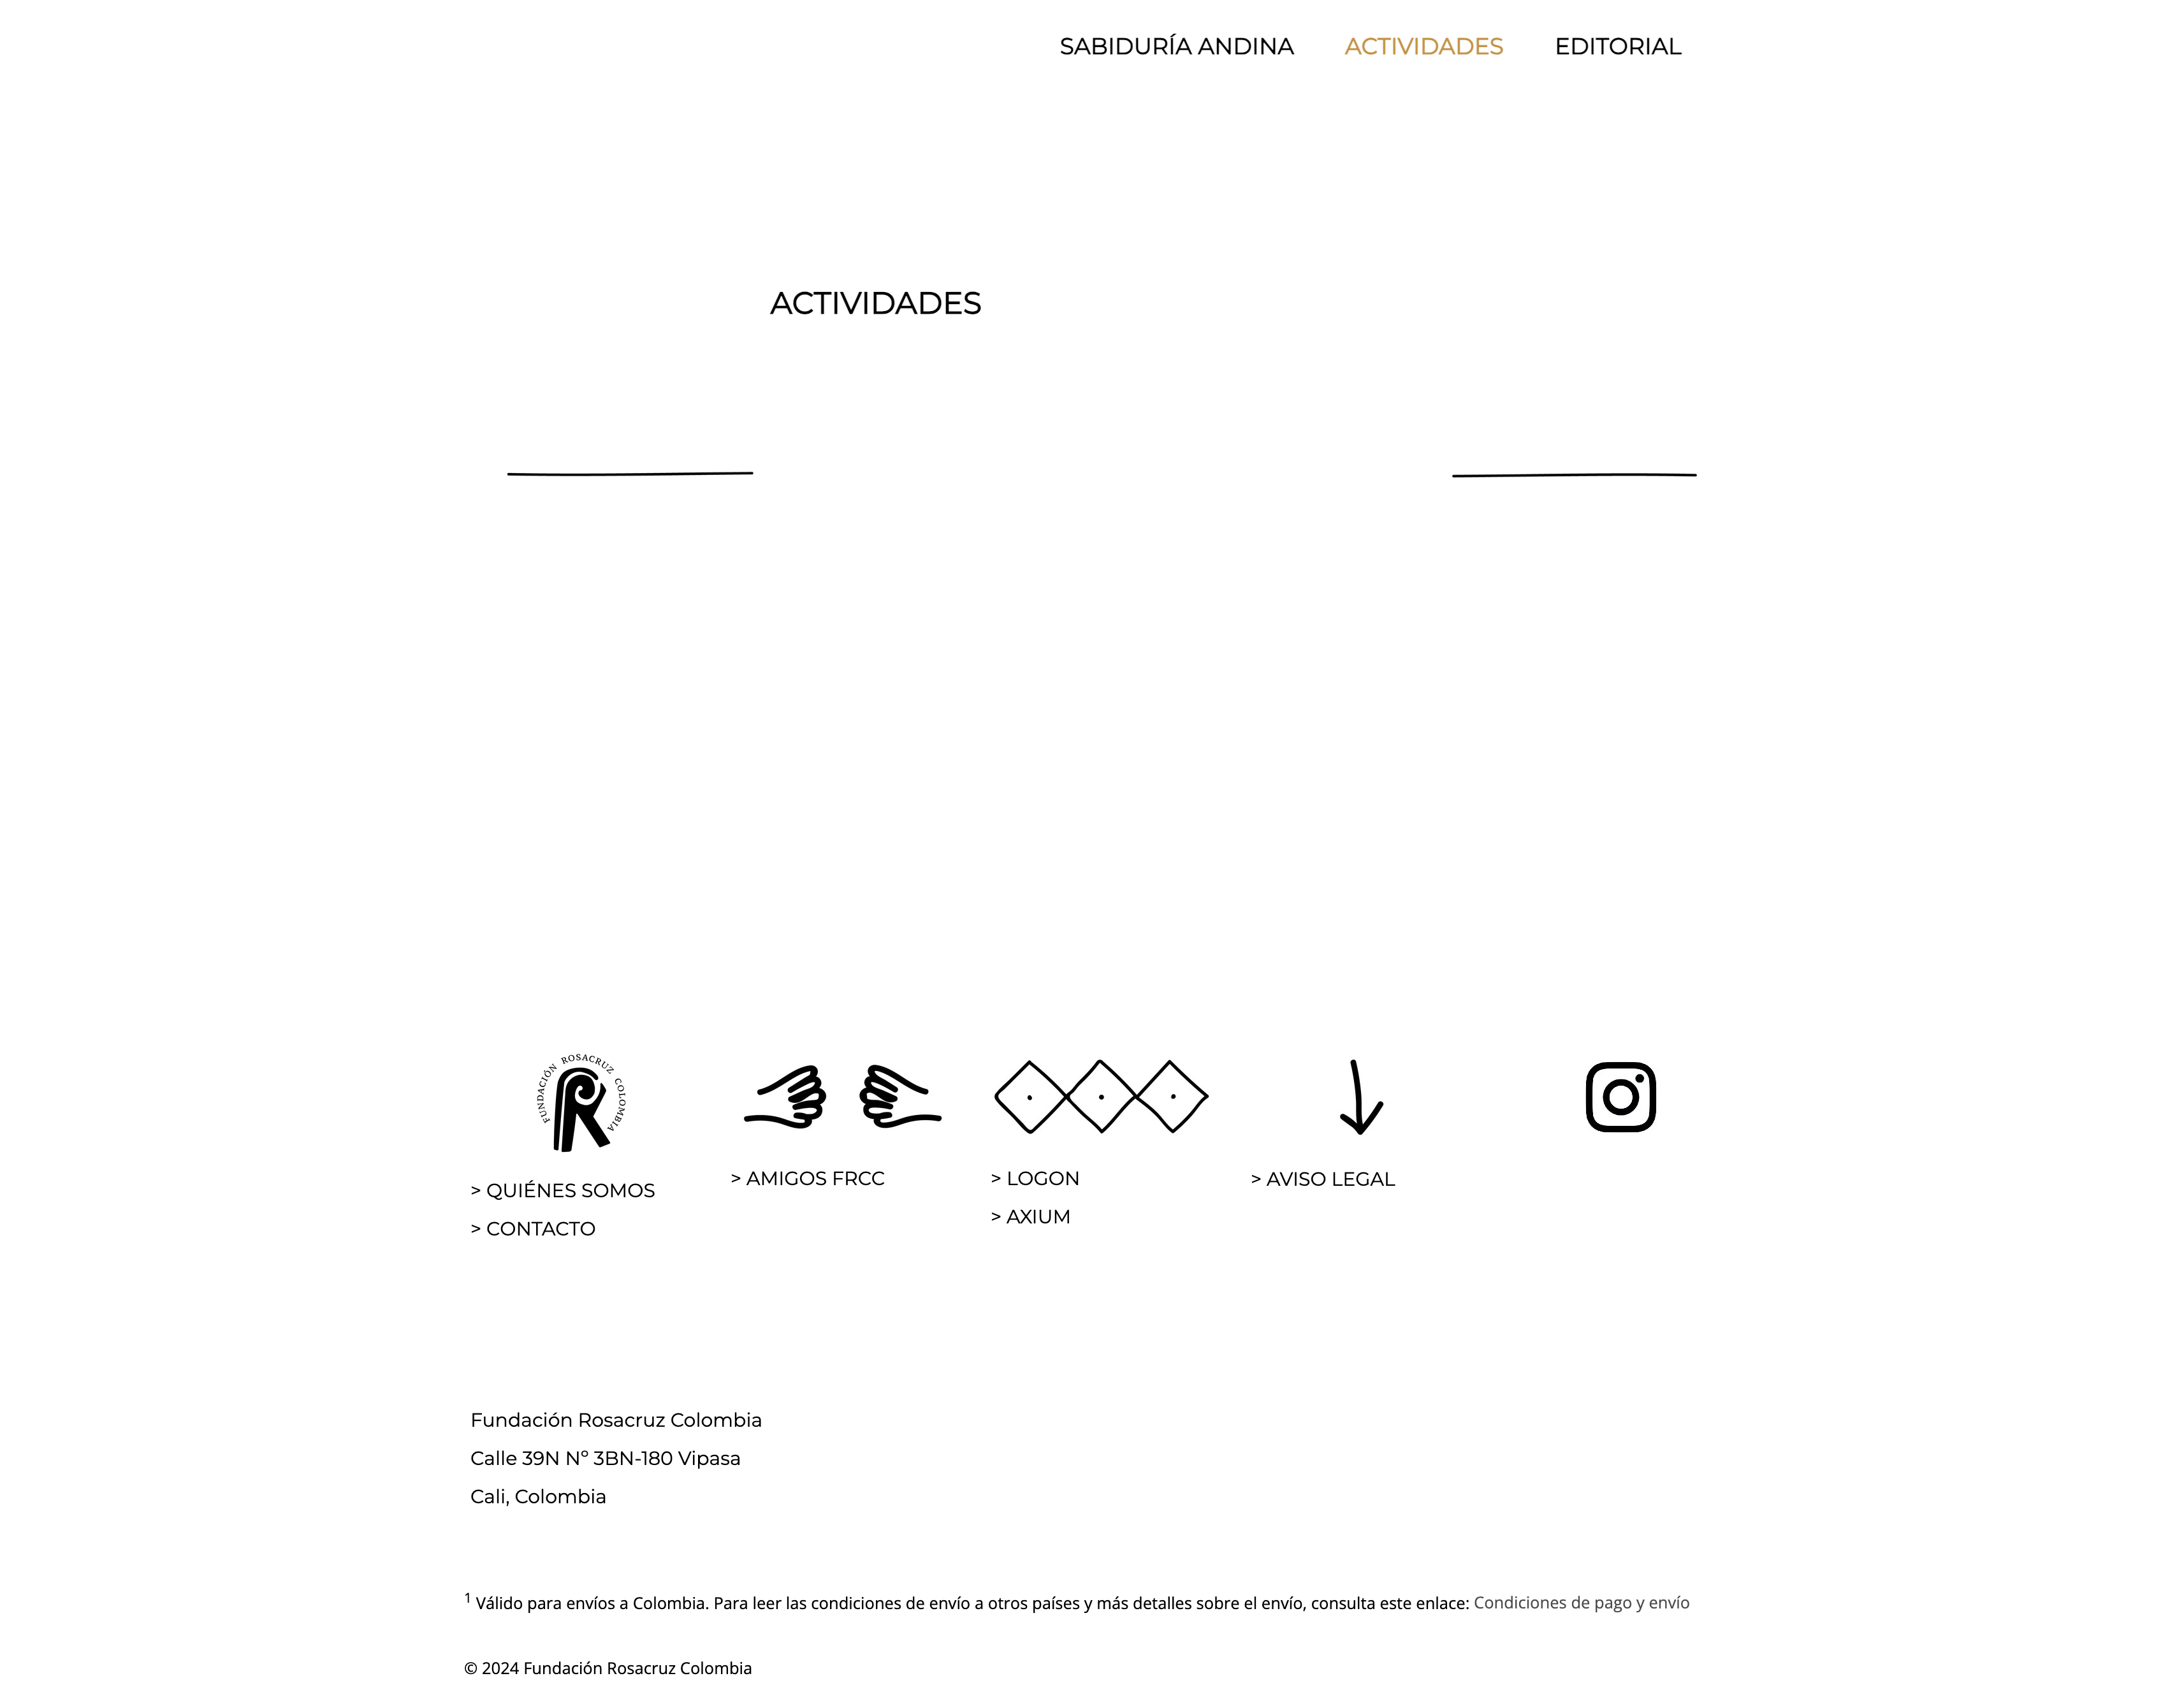 SABIDURÍA ANDINA ACTIVIDADES EDITORIAL
ACTIVIDADES
FUNDACIÓN ROSACRUZ COLOMBIA
> QUIÉNES SOMOS
> CONTACTO
> AMIGOS FRCC
> LOGON
> AXIUM
> AVISO LEGAL
Fundación Rosacruz Colombia
Calle 39N Nº 3BN-180 Vipasa
Cali, Colombia
1 Válido para envíos a Colombia. Para leer las condiciones de envío a otros países y más detalles sobre el envío, consulta este enlace: Condiciones de pago y envío
© 2024 Fundación Rosacruz Colombia